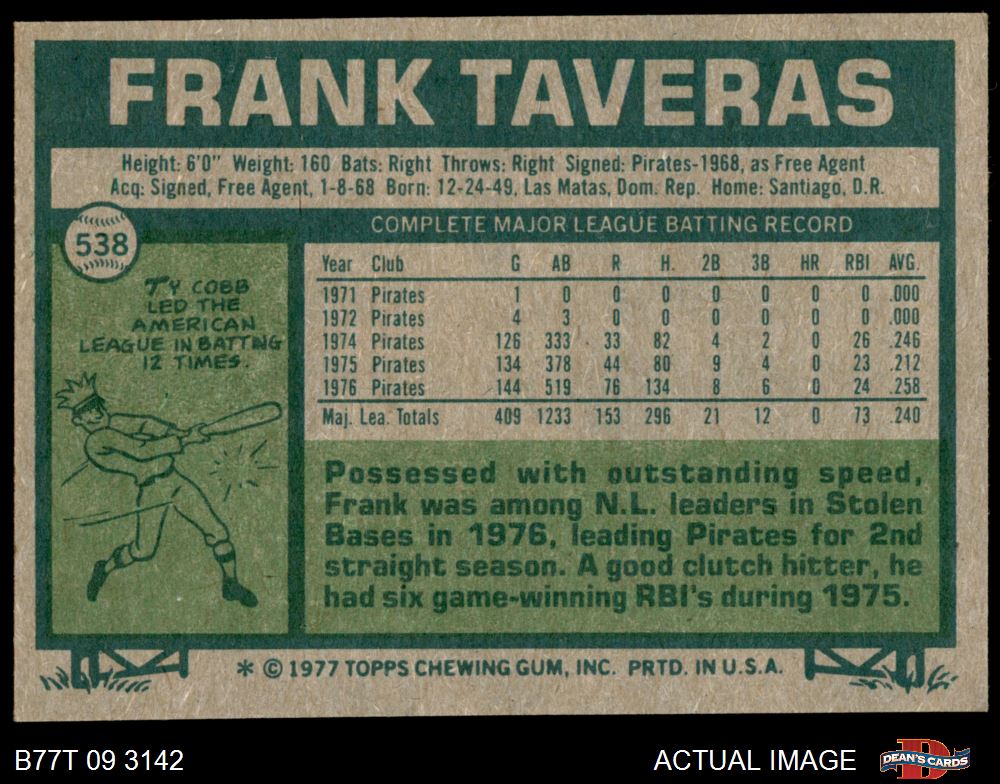 FRANK TAVERAS
Height: 6'0" Weight: 160 Bats: Right Throws: Right Signed: Pirates-1968, as Free Agent
Acq: Signed, Free Agent, 1-8-68 Born: 12-24-49, Las Matas, Dom. Rep. Home: Santiago, D.R.
538
TY COBB
LED THE
AMERICAN
LEAGUE IN BATTING
12 TIMES.
COMPLETE MAJOR LEAGUE BATTING RECORD
Year Club G AB R H. 2B 3B HR RBI AVG.
1971 Pirates 1 0 0 0 0 0 0 0 .000
1972 Pirates 4 3 0 0 0 0 0 0 .000
1974 Pirates 126 333 33 82 4 2 0 26 .246
1975 Pirates 134 378 44 80 9 4 0 23 .212
1976 Pirates 144 519 76 134 8 6 0 24 .258
Maj. Lea. Totals 409 1233 153 296 21 12 0 73 .240
Possessed with outstanding speed,
Frank was among N.L. leaders in Stolen
Bases in 1976, leading Pirates for 2nd
straight season. A good clutch hitter, he
had six game-winning RBI's during 1975.
* © 1977 TOPPS CHEWING GUM, INC. PRTD. IN U.S.A.
B77T 09 3142
ACTUAL IMAGE
D
DEAN'S CARDS